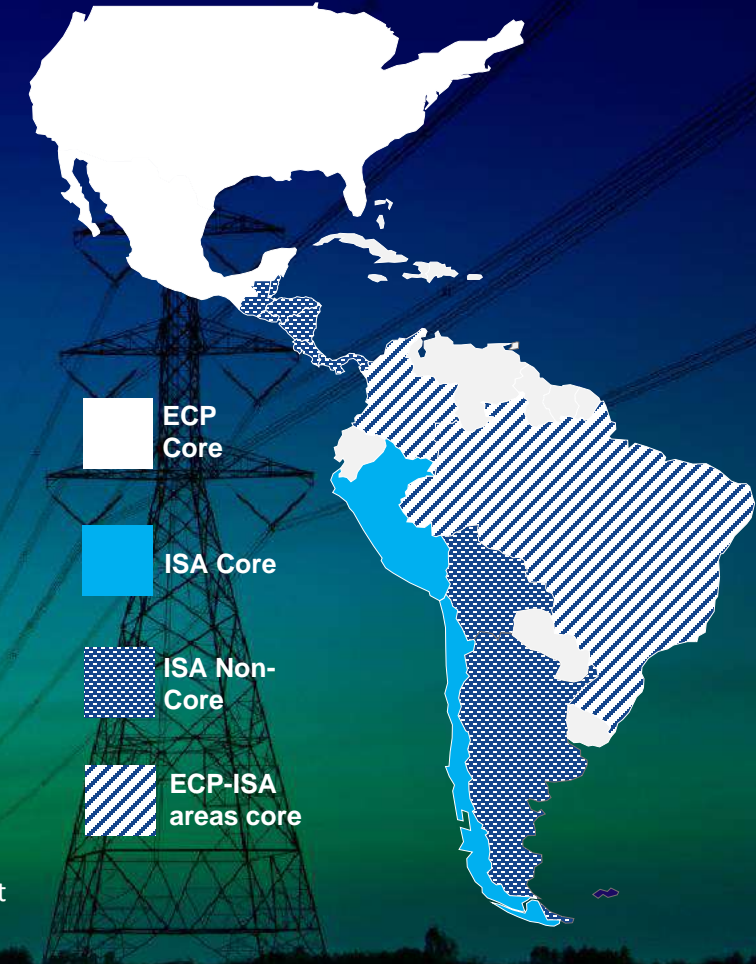 ECP
Core
ISA Core
ISA Non-
Core
ECP-ISA
areas core
t